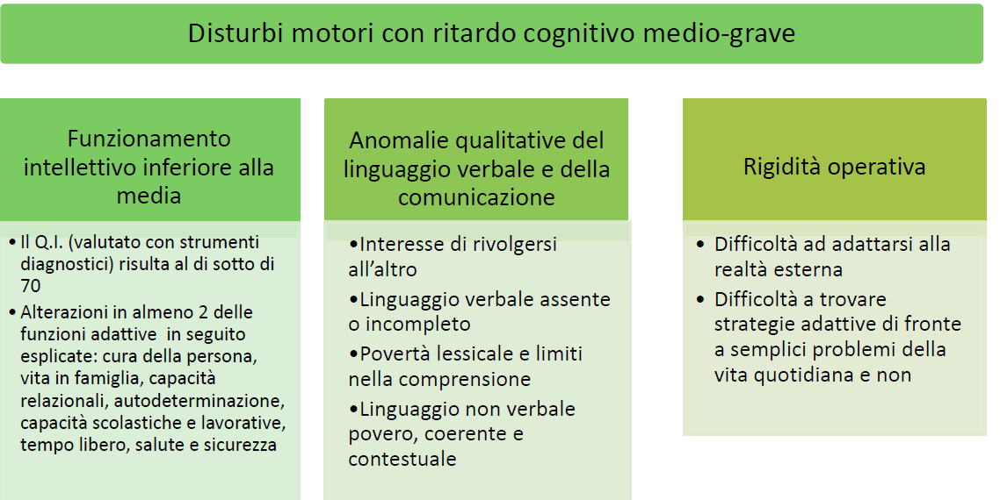 Disturbi motori con ritardo cognitivo medio-grave
Funzionamento
intellettivo inferiore alla
media
•Il Q.I. (valutato con strumenti
diagnostici) risulta al di sotto di
70
•Alterazioni in almeno 2 delle
funzioni adattive in seguito
esplicate: cura della persona,
vita in famiglia, capacità
relazionali, autodeterminazione,
capacità scolastiche e lavorative,
tempo libero, salute e sicurezza
Anomalie qualitative del
linguaggio verbale e della
comunicazione
•Interesse di rivolgersi
all’altro
•Linguaggio verbale assente
o incompleto
•Povertà lessicale e limiti
nella comprensione
•Linguaggio non verbale
povero, coerente e
contestuale
Rigidità operativa
• Difficoltà ad adattarsi alla
realtà esterna
• Difficoltà a trovare
strategie adattive di fronte
a semplici problemi della
vita quotidiana e non